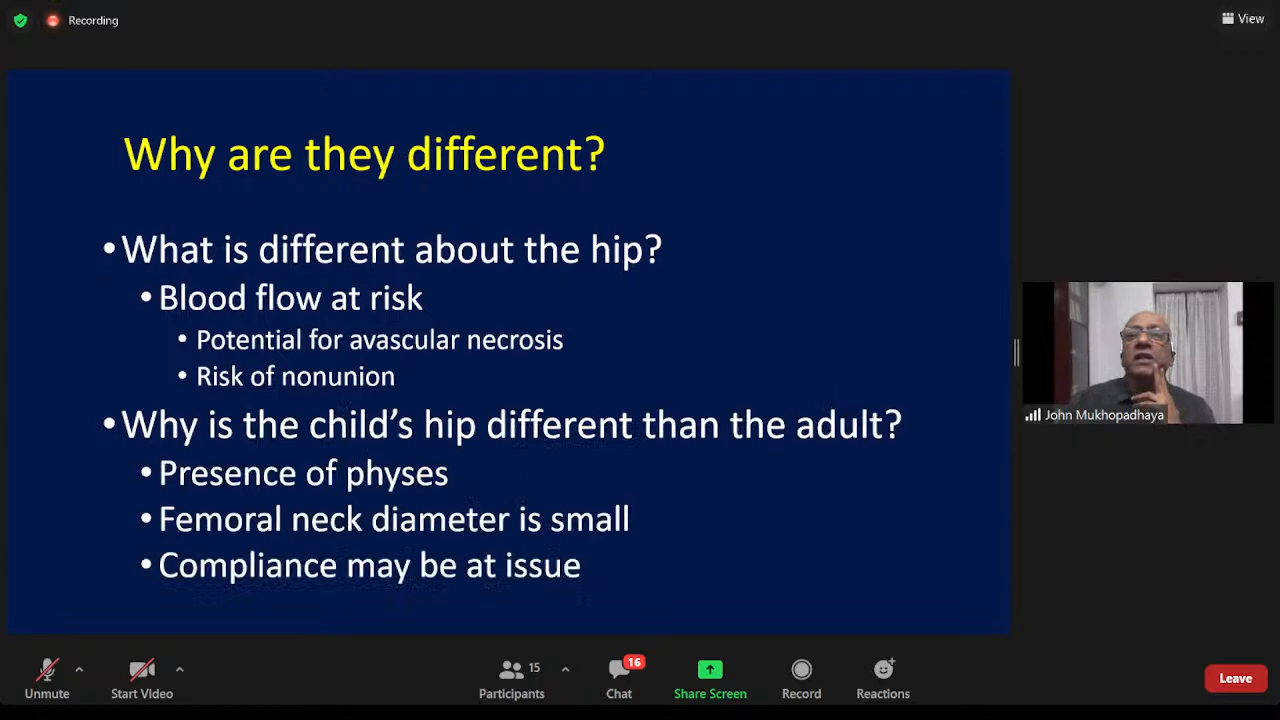 Recording
View
Why are they different?
•What is different about the hip?
•Blood flow at risk
• Potential for avascular necrosis
• Risk of nonunion
•Why is the child’s hip different than the adult?
•Presence of physes
•Femoral neck diameter is small
•Compliance may be at issue
John Mukhopadhaya
15
16
Unmute
Start Video
Participants
Chat
Share Screen
Record
Reactions
Leave